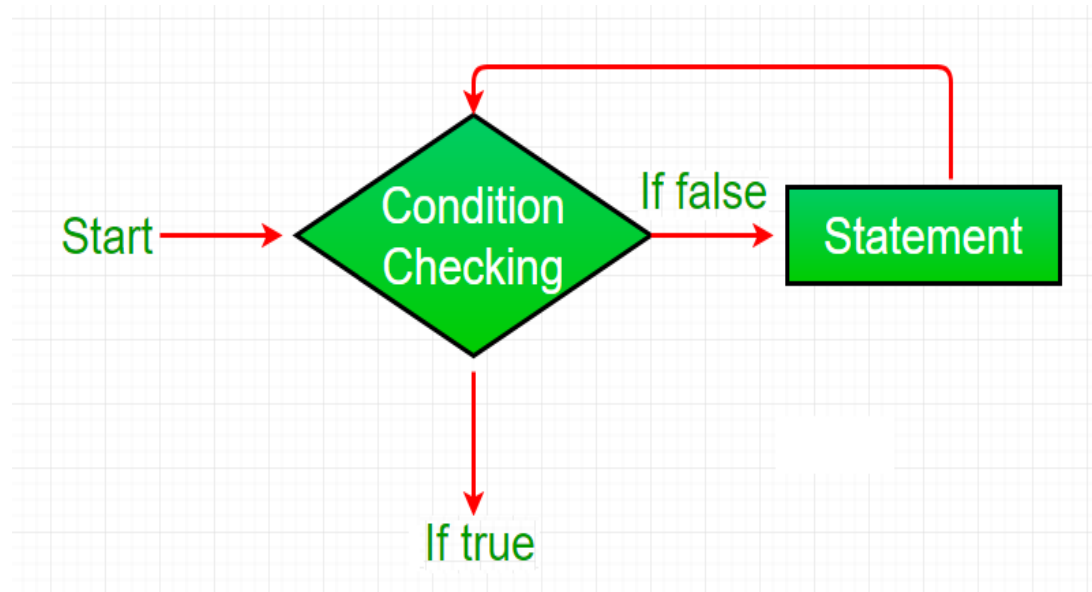 Start
Condition
Checking
If false
Statement
If true